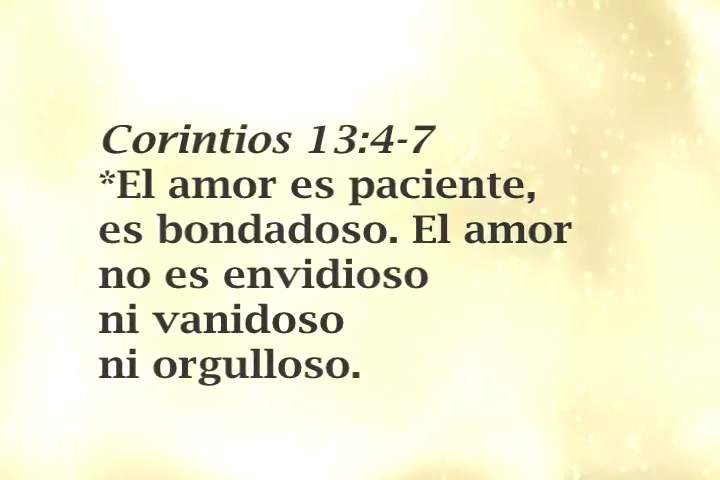 Corintios 13:4-7
*El amor es paciente,
es bondadoso. El amor
no es envidioso
ni vanidoso
ni orgulloso.